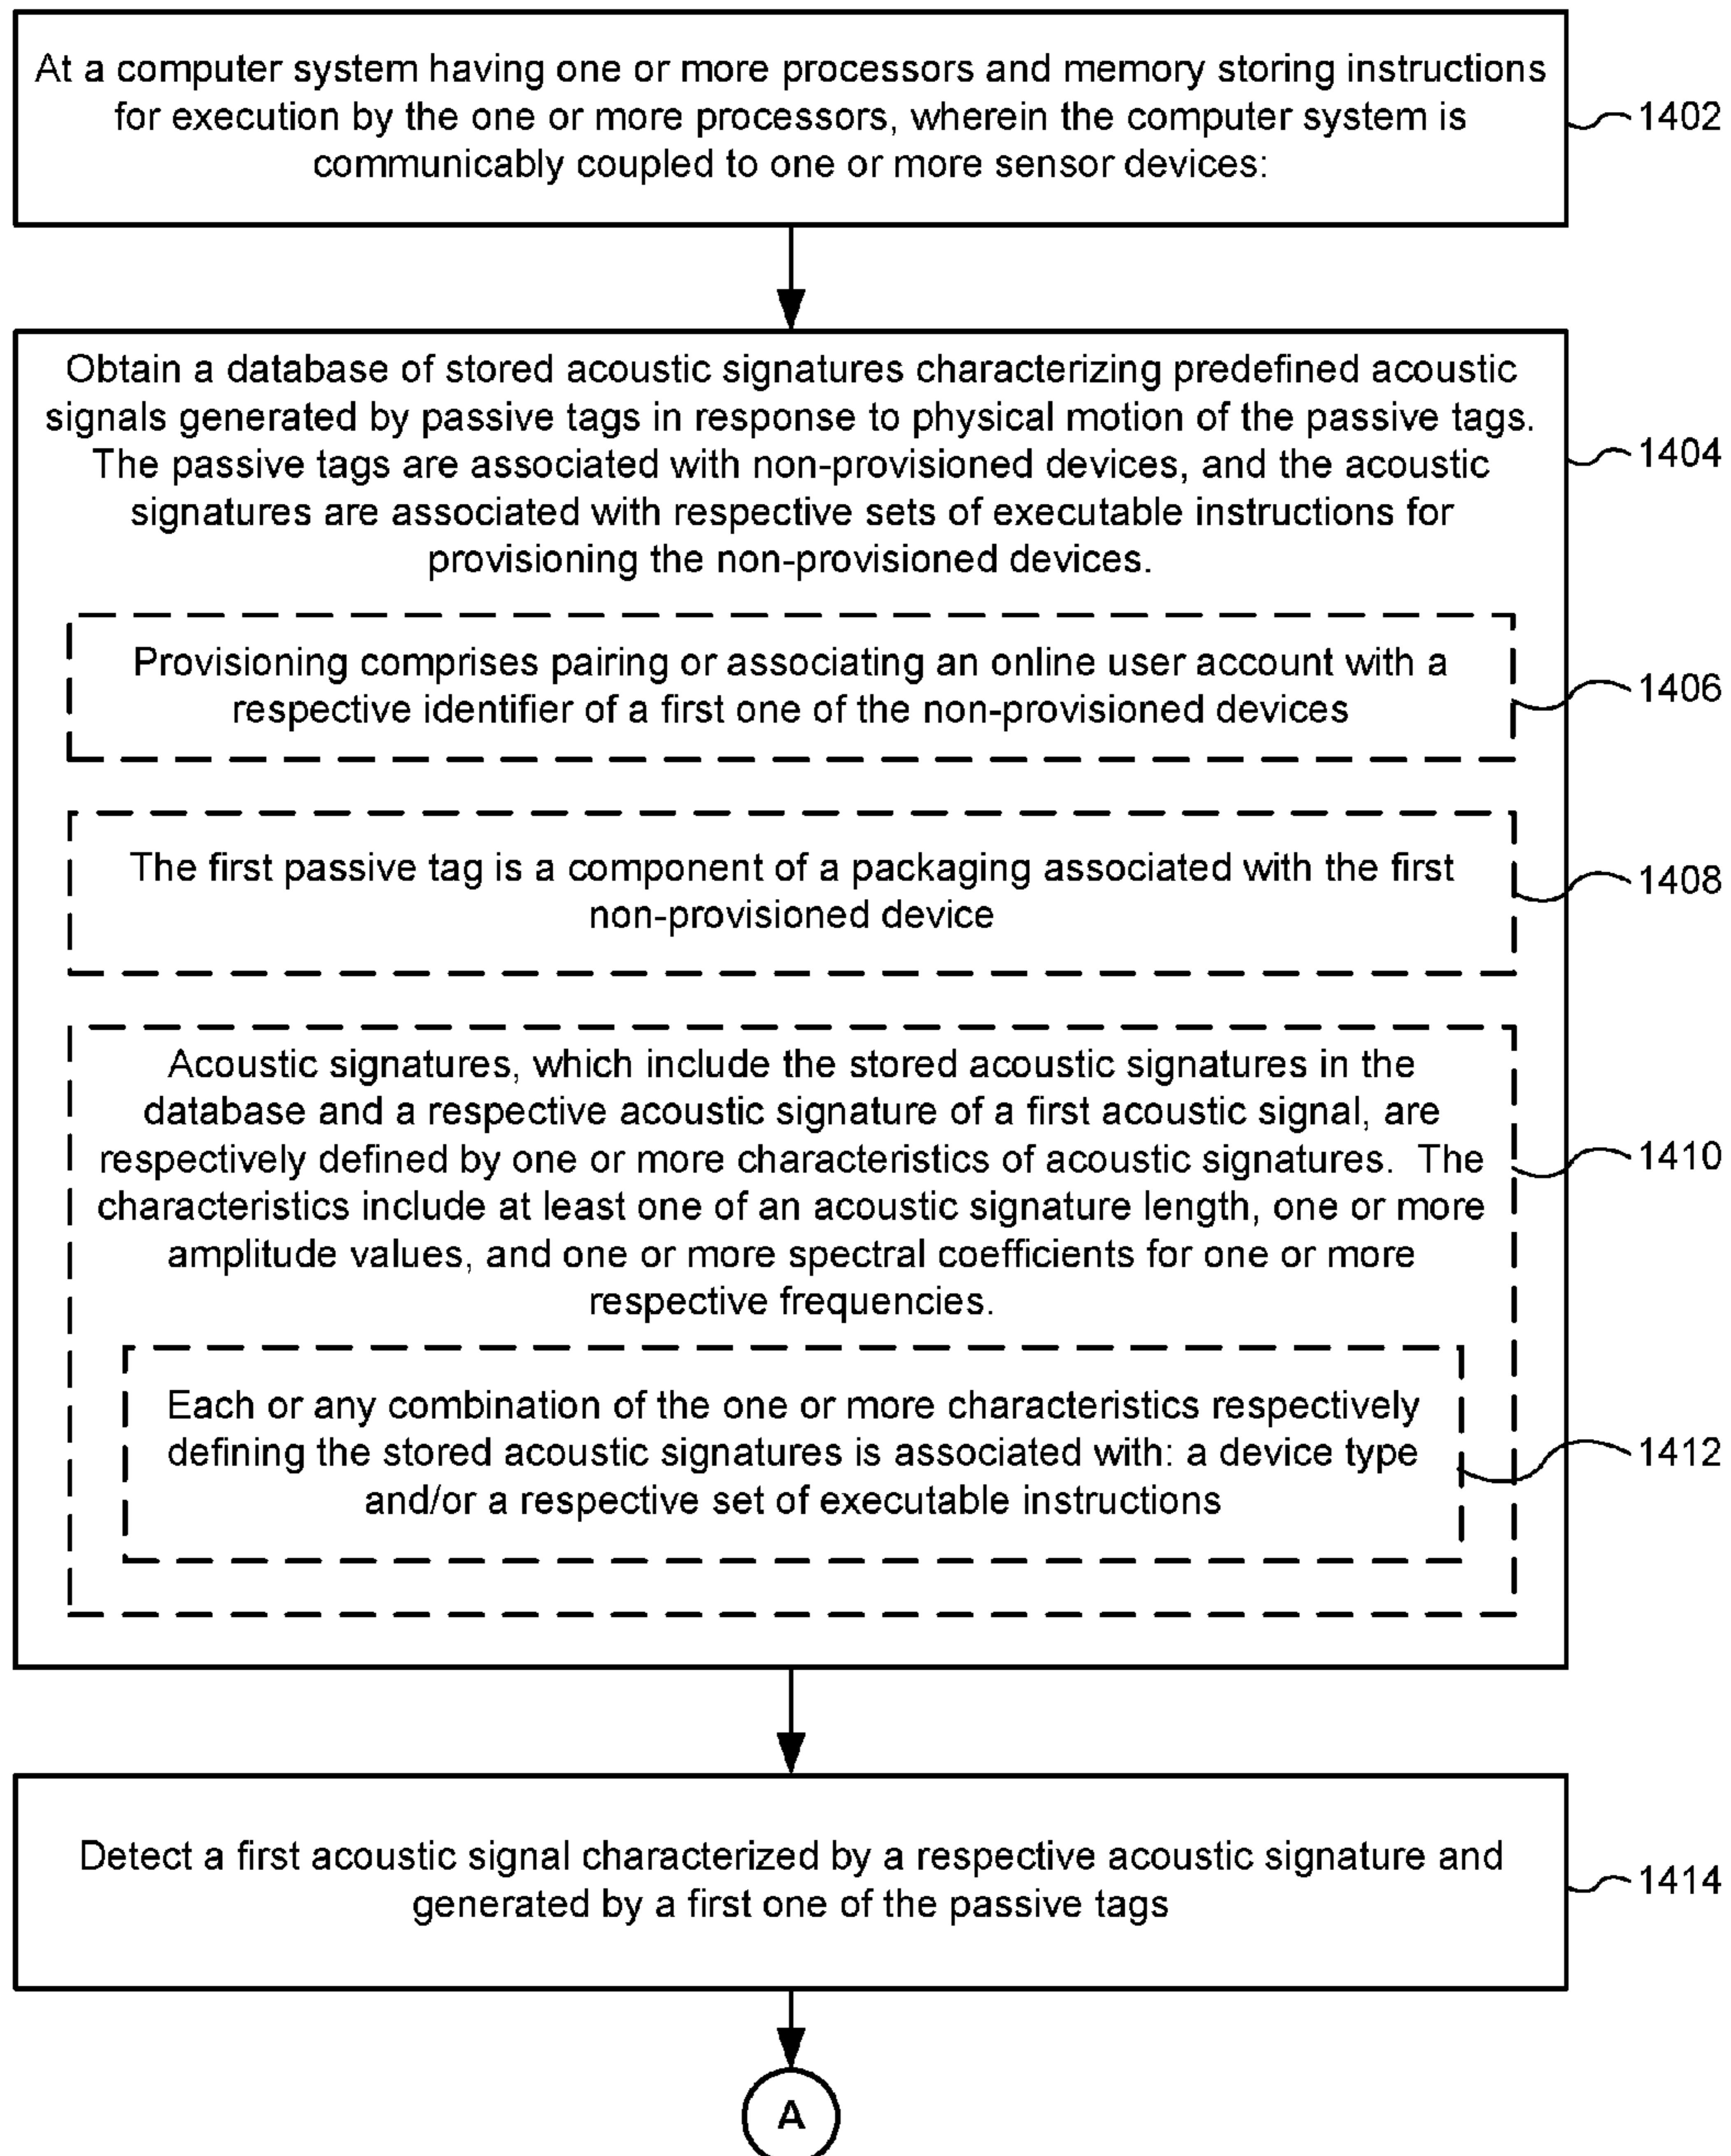 At a computer system having one or more processors and memory storing instructions
for execution by the one or more processors, wherein the computer system is
communicably coupled to one or more sensor devices:
1402
Obtain a database of stored acoustic signatures characterizing predefined acoustic
signals generated by passive tags in response to physical motion of the passive tags.
The passive tags are associated with non-provisioned devices, and the acoustic
signatures are associated with respective sets of executable instructions for
provisioning the non-provisioned devices.
1404
Provisioning comprises pairing or associating an online user account with a
respective identifier of a first one of the non-provisioned devices
1406
The first passive tag is a component of a packaging associated with the first
non-provisioned device
1408
Acoustic signatures, which include the stored acoustic signatures in the
database and a respective acoustic signature of a first acoustic signal, are
respectively defined by one or more characteristics of acoustic signatures. The
characteristics include at least one of an acoustic signature length, one or more
amplitude values, and one or more spectral coefficients for one or more
respective frequencies.
1410
Each or any combination of the one or more characteristics respectively
defining the stored acoustic signatures is associated with: a device type
and/or a respective set of executable instructions
1412
Detect a first acoustic signal characterized by a respective acoustic signature and
generated by a first one of the passive tags
1414
A